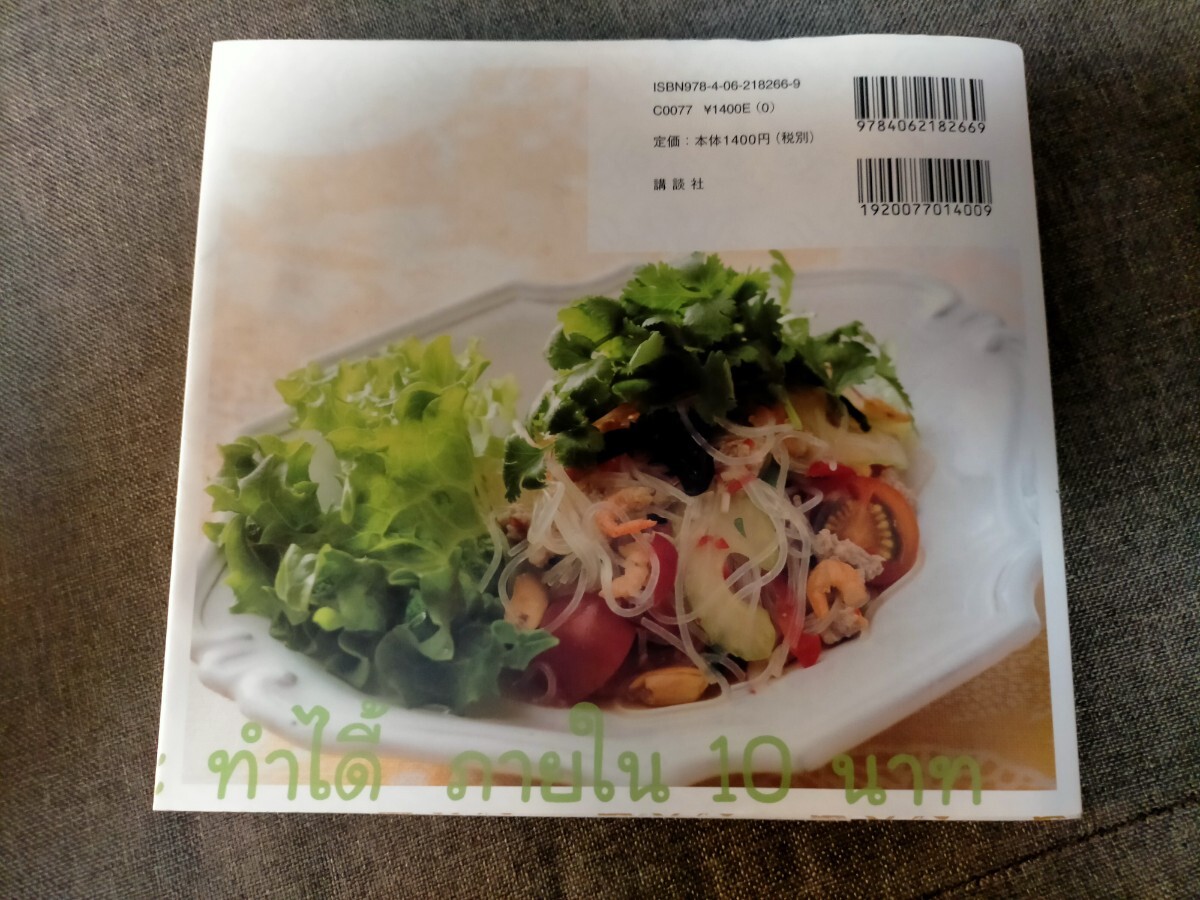 ISBN978-4-06-218266-9
C0077 ¥1400E (0)
定価：本体1400円（税別）
講談社
9784062182669
1920077014009
ทำได้ ภายใน 10 นาท